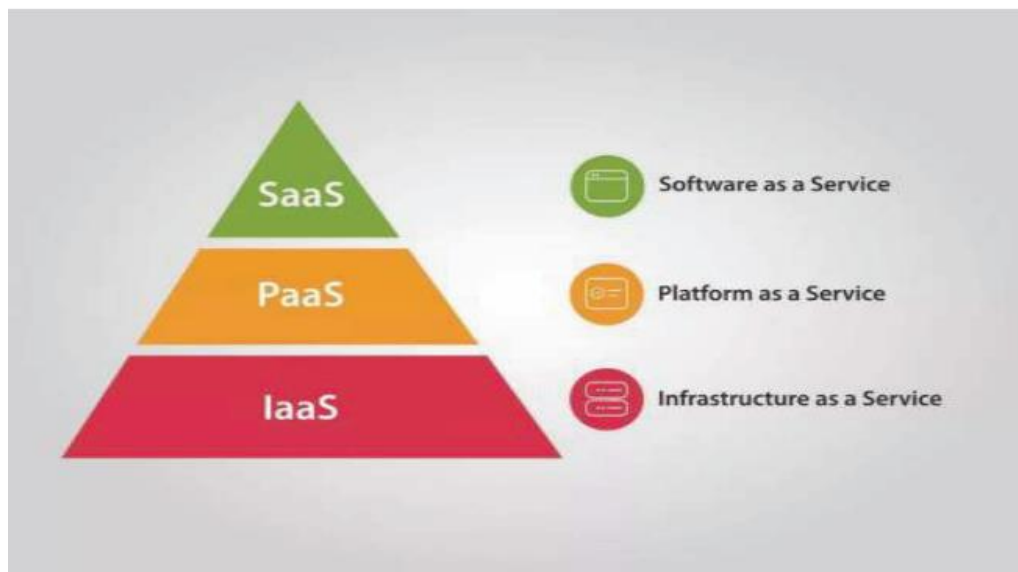 SaaS
Software as a Service
PaaS
Platform as a Service
IaaS
Infrastructure as a Service